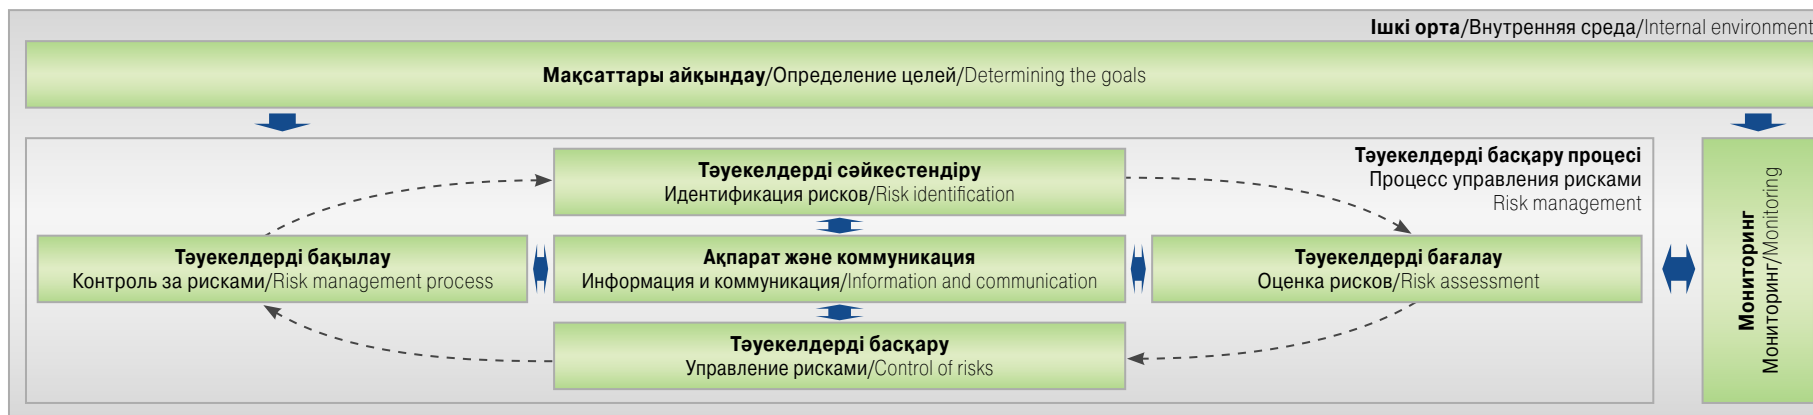 Ішкі орта/Внутренняя среда/Internal environment
Мақсаттары айқындау/Определение целей/Determining the goals
Тәуекелдерді басқару процесі
Процесс управления рисками
Risk management
Тәуекелдерді сәйкестендіру
Идентификация рисков/Risk identification
Тәуекелдерді бақылау
Контроль за рисками/Risk management process
Ақпарат және коммуникация
Информация и коммуникация/Information and communication
Тәуекелдерді бағалау
Оценка рисков/Risk assessment
Тәуекелдерді басқару
Управление рисками/Control of risks
Мониторинг
Мониторинг/Monitoring